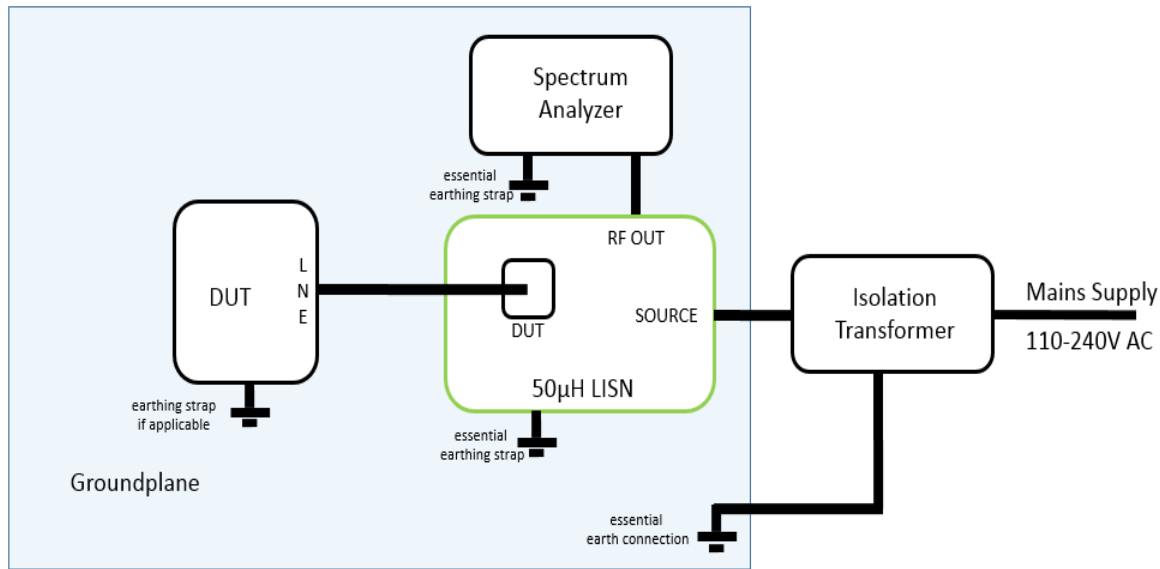 Spectrum
Analyzer
essential
earthing strap
RF OUT
L
N
E
DUT
DUT
SOURCE
50µH LISN
Isolation
Transformer
Mains Supply
110-240V AC
earthing strap
if applicable
essential
earthing strap
Groundplane
essential
earth connection